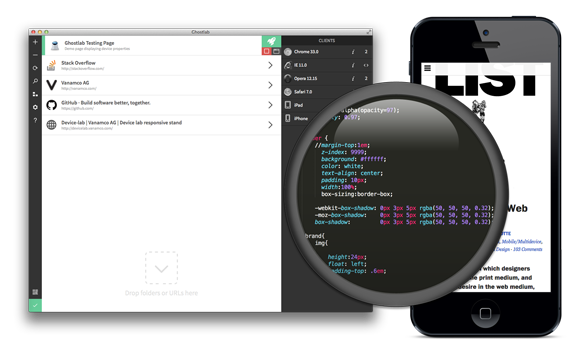 Ghostlab
Ghostlab Testing Page
Demo page displaying demo properties
Stack Overflow
http://stackoverflow.com/
Vanamco AG
http://vanamco.com/
GitHub · Build software better, together.
https://github.com/
Device-lab | Vanamco AG | Device lab responsive stand
http://devicelab.vanamco.com/
Drop folders or URLs here
CLIENTS
Chrome 33.0 i 2
IE 11.0 i
Opera 12.15 i 2
Safari 7.0 i 2
iPad
iPhone
alpha(opacity=97);
0.97;
{
//margin-top:1em;
z-index: 9999;
background: #ffffff;
color: white;
text-align: center;
padding: 10px;
width:100%;
box-sizing:border-box;
-webkit-box-shadow: 0px 3px 5px rgba(50, 50, 50, 0.32);
-moz-box-shadow: 0px 3px 5px rgba(50, 50, 50, 0.32);
box-shadow: 0px 3px 5px rgba(50, 50, 50, 0.32);
brand{
img{
height:24px;
float: left;
padding-top: .6em;
LIST
Web
Mobile/Multidevice,
Design · 103 Comments
which designers
print medium, and
desire in the web medium,